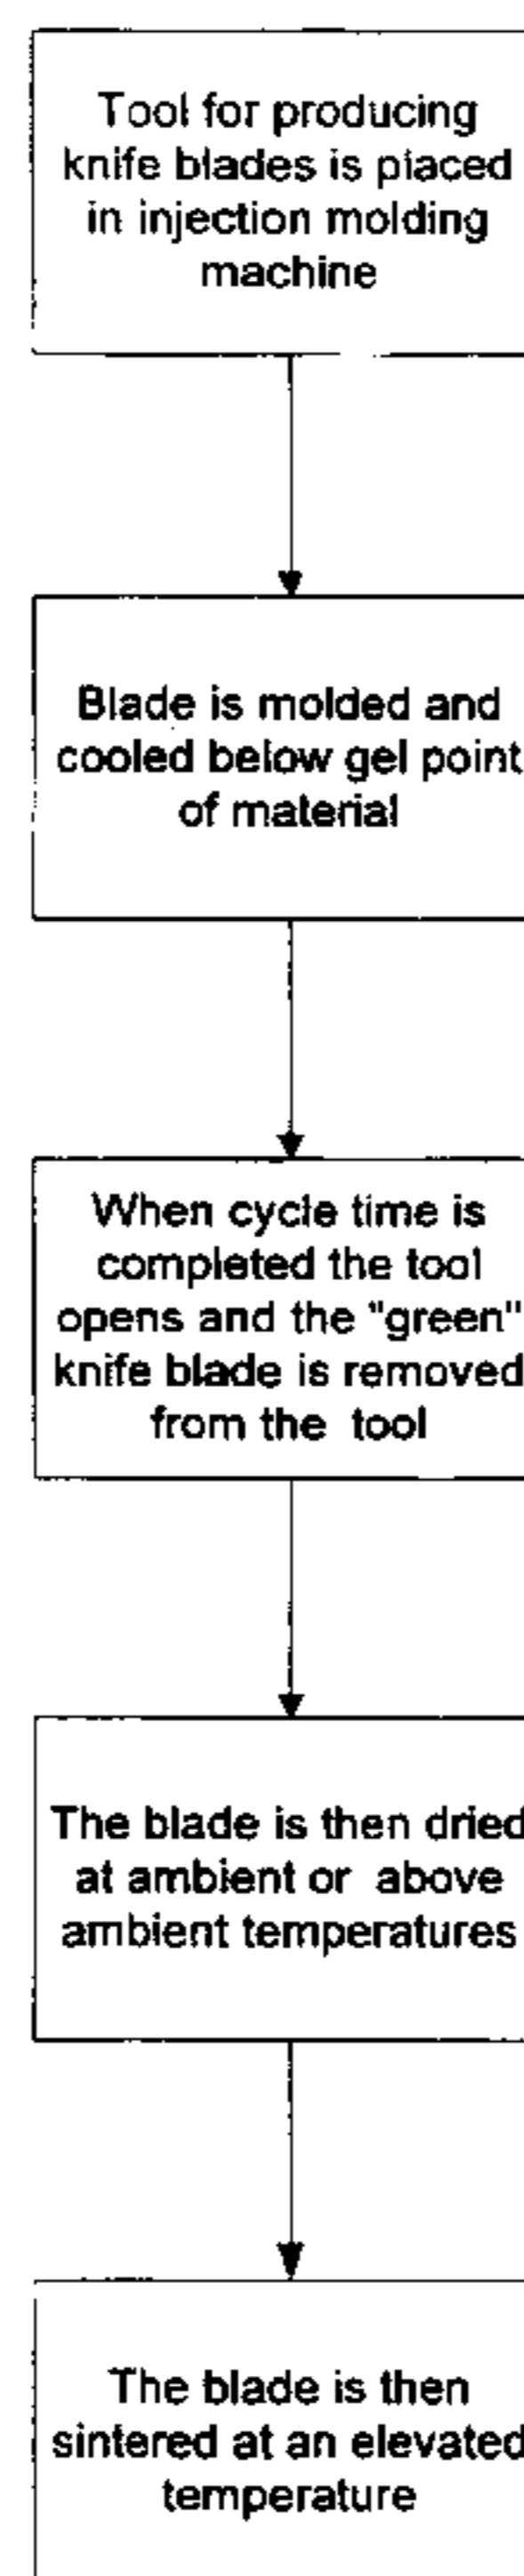 Tool for producing
knife blades is placed
in injection molding
machine
Blade is molded and
cooled below gel point
of material
When cycle time is
completed the tool
opens and the "green"
knife blade is removed
from the tool
The blade is then dried
at ambient or above
ambient temperatures
The blade is then
sintered at an elevated
temperature